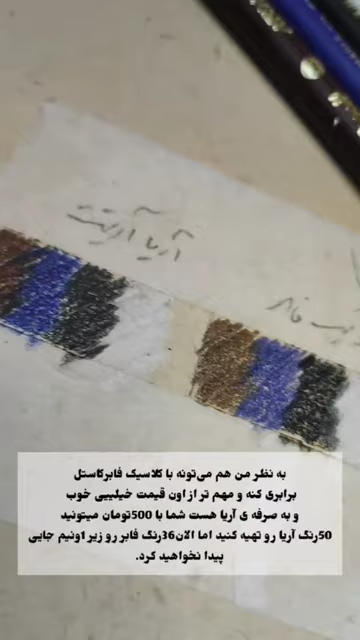 آریا آرتیست
به نظر من هم می‌تونه با کلاسیک فابرکاستل
برابری کنه و مهم تر از اون قیمت خیلییی خوب
و به صرفه ی آریا هست شما با 500تومان میتونید
50رنگ آریا رو تهیه کنید اما الان36رنگ فابر رو زیر اونیم جایی
پیدا نخواهید کرد.